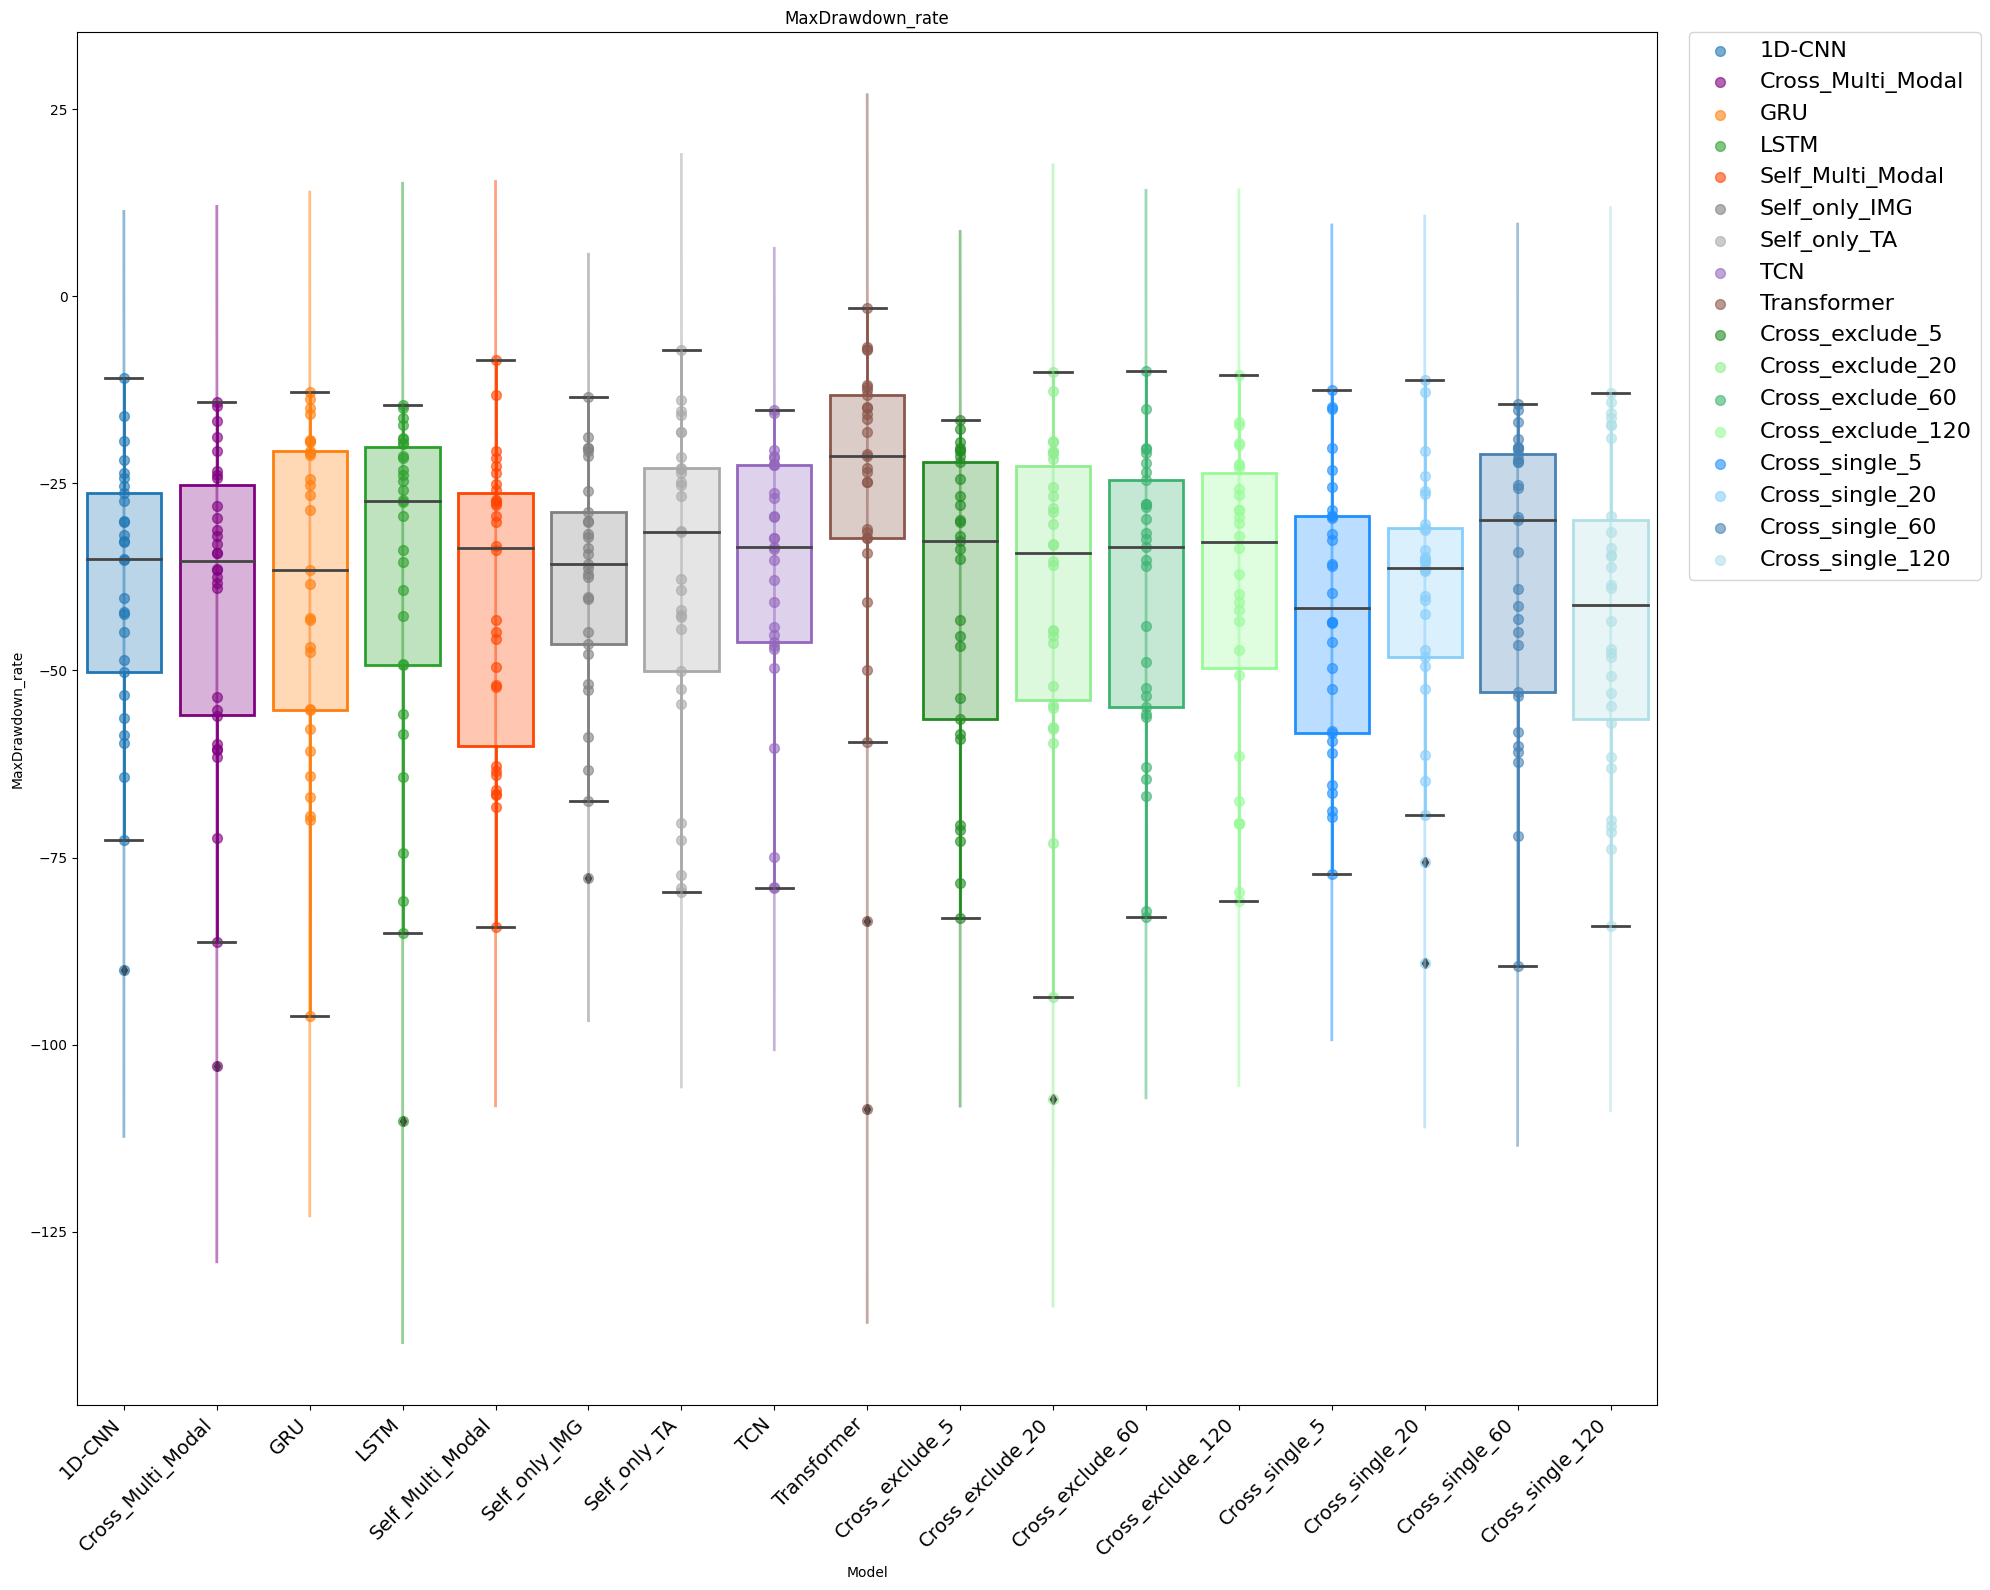 MaxDrawdown_rate
25
0
−25
−50
−75
−100
−125
MaxDrawdown_rate
1D-CNN
Cross_Multi_Modal
GRU
LSTM
Self_Multi_Modal
Self_only_IMG
Self_only_TA
TCN
Transformer
Cross_exclude_5
Cross_exclude_20
Cross_exclude_60
Cross_exclude_120
Cross_single_5
Cross_single_20
Cross_single_60
Cross_single_120
Model
1D-CNN
Cross_Multi_Modal
GRU
LSTM
Self_Multi_Modal
Self_only_IMG
Self_only_TA
TCN
Transformer
Cross_exclude_5
Cross_exclude_20
Cross_exclude_60
Cross_exclude_120
Cross_single_5
Cross_single_20
Cross_single_60
Cross_single_120